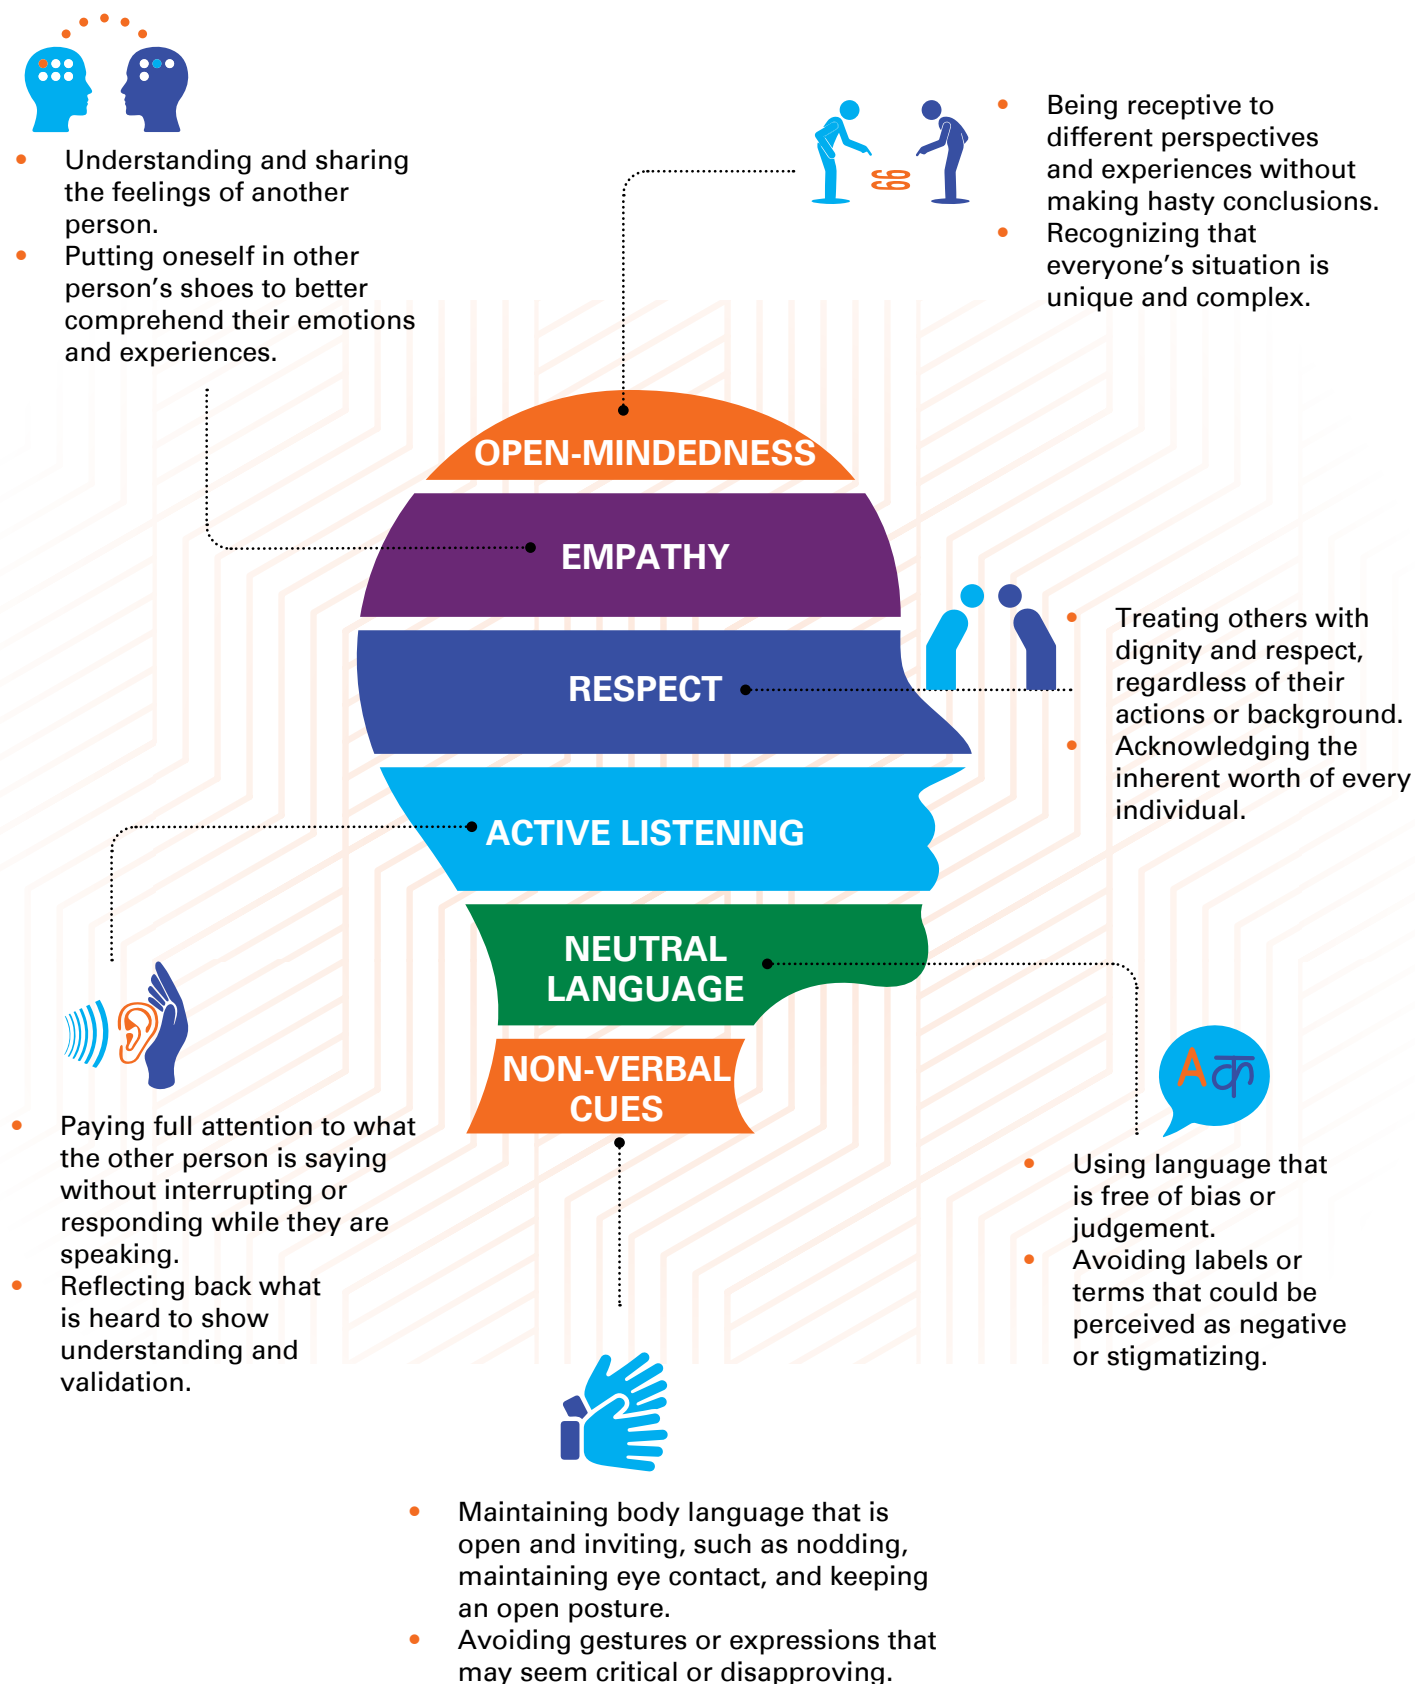 • Understanding and sharing
the feelings of another
person.
• Putting oneself in other
person’s shoes to better
comprehend their emotions
and experiences.
• Being receptive to
different perspectives
and experiences without
making hasty conclusions.
• Recognizing that
everyone’s situation is
unique and complex.
OPEN-MINDEDNESS
EMPATHY
RESPECT
• Treating others with
dignity and respect,
regardless of their
actions or background.
• Acknowledging the
inherent worth of every
individual.
ACTIVE LISTENING
NEUTRAL
LANGUAGE
NON-VERBAL
CUES
A क
• Paying full attention to what
the other person is saying
without interrupting or
responding while they are
speaking.
• Reflecting back what
is heard to show
understanding and
validation.
• Using language that
is free of bias or
judgement.
• Avoiding labels or
terms that could be
perceived as negative
or stigmatizing.
• Maintaining body language that is
open and inviting, such as nodding,
maintaining eye contact, and keeping
an open posture.
• Avoiding gestures or expressions that
may seem critical or disapproving.